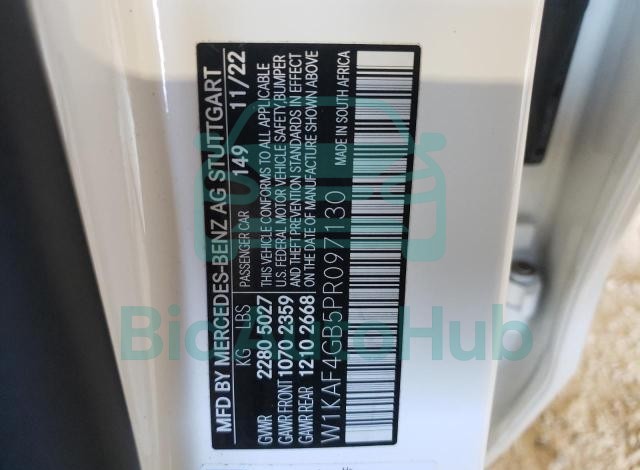 MFD BY MERCEDES-BENZ AG STUTTGART
PASSENGER CAR 149 11/22
KG LBS
GVWR 2280 5027
GAWR FRONT 1070 2359
GAWR REAR 1210 2668
THIS VEHICLE CONFORMS TO ALL APPLICABLE
U.S. FEDERAL MOTOR VEHICLE SAFETY, BUMPER
AND THEFT PREVENTION STANDARDS IN EFFECT
ON THE DATE OF MANUFACTURE SHOWN ABOVE
W1KAF4GB5PR097130
MADE IN SOUTH AFRICA
BidAutoHub